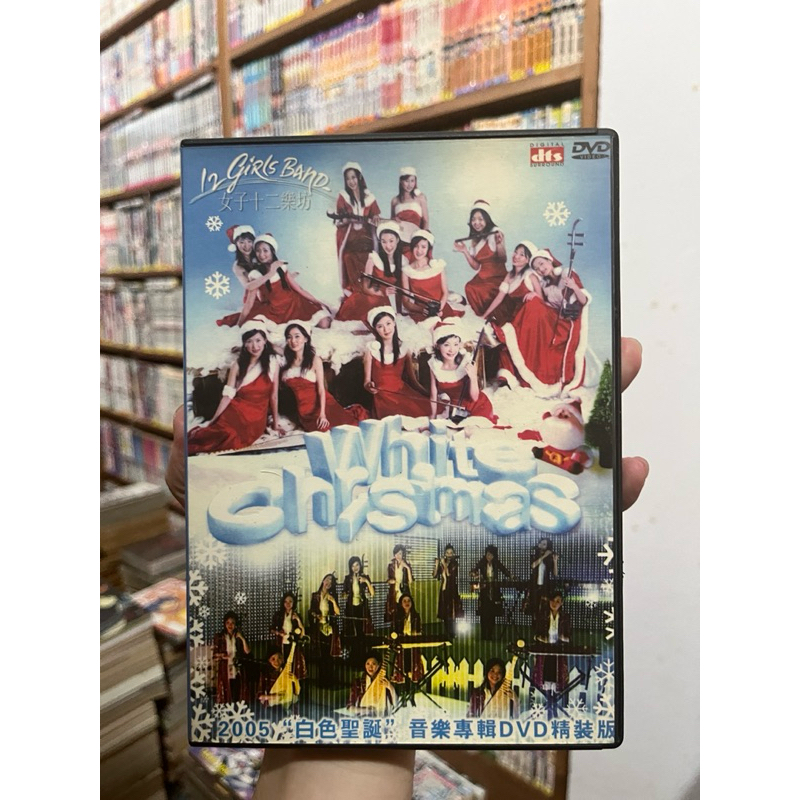 12 GIRLS BAND
女子十二樂坊
DIGITAL
dts
SURROUND
DVD
VIDEO
White
Christmas
2005 “白色聖誕” 音樂專輯DVD精裝版